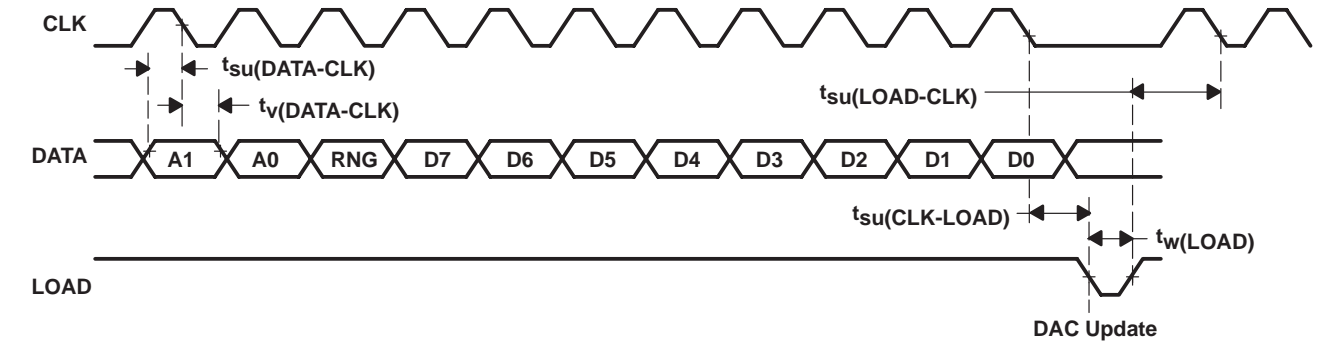 CLK
tsu(DATA-CLK)
tv(DATA-CLK)
tsu(LOAD-CLK)
DATA A1 A0 RNG D7 D6 D5 D4 D3 D2 D1 D0
tsu(CLK-LOAD)
tw(LOAD)
LOAD
DAC Update